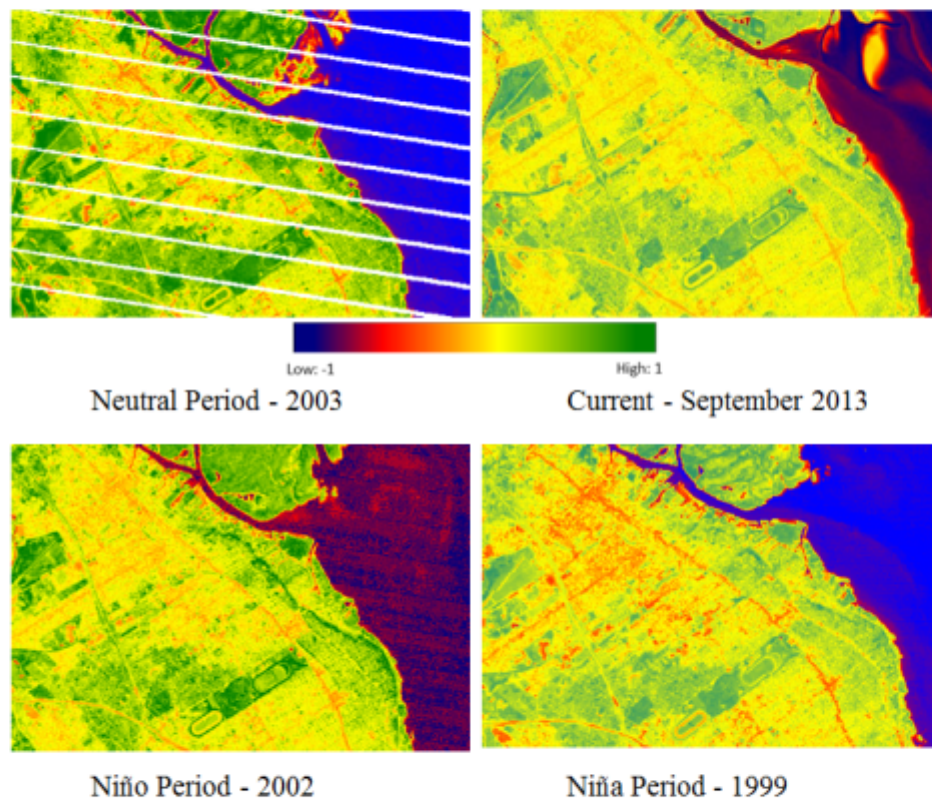 Low: -1
High: 1
Neutral Period - 2003
Current - September 2013
Niño Period - 2002
Niña Period - 1999